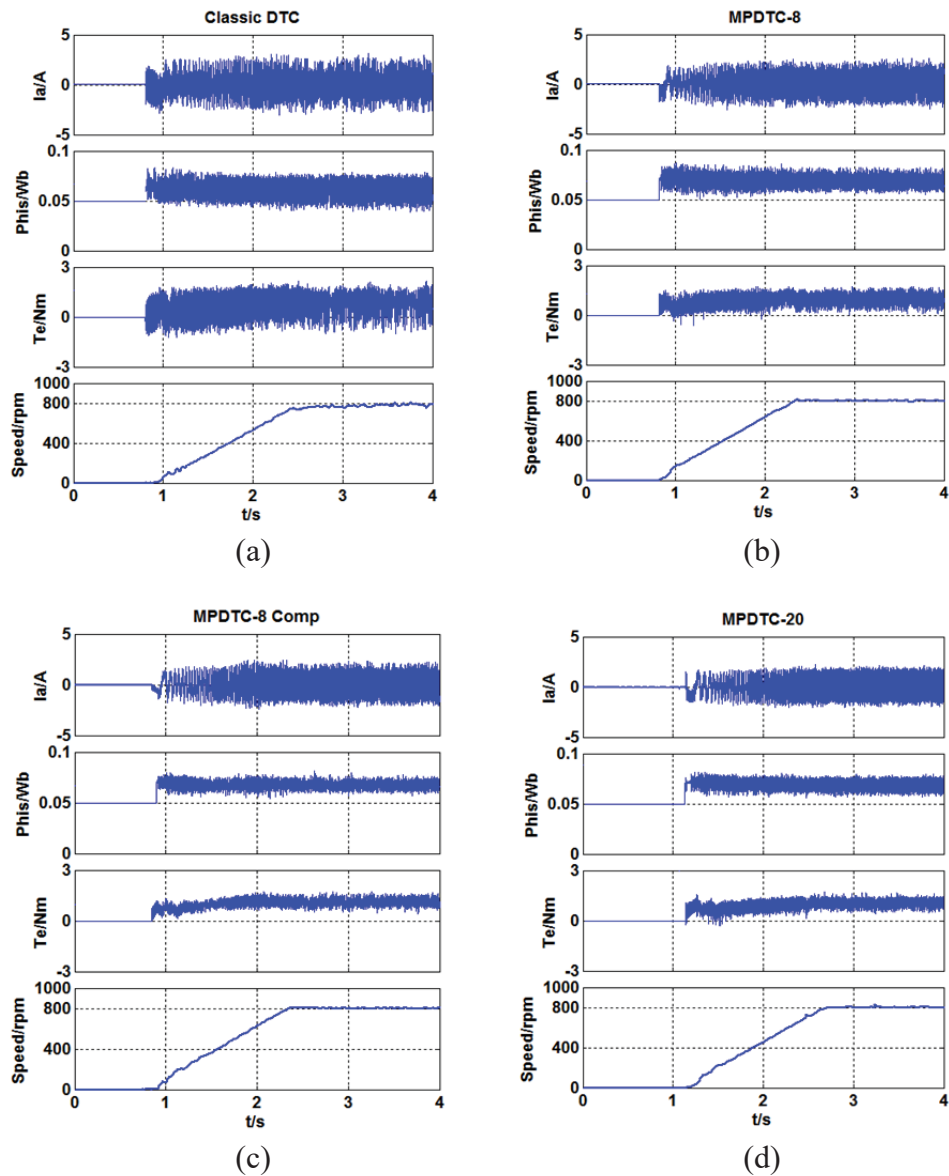 Classic DTC
5
0
-5
Ia/A
0.1
0.05
0
Phis/Wb
3
0
-3
Te/Nm
1000
800
400
0
Speed/rpm
0 1 2 3 4
t/s
(a)
MPDTC-8
5
0
-5
Ia/A
0.1
0.05
0
Phis/Wb
3
0
-3
Te/Nm
1000
800
400
0
Speed/rpm
0 1 2 3 4
t/s
(b)
MPDTC-8 Comp
5
0
-5
Ia/A
0.1
0.05
0
Phis/Wb
3
0
-3
Te/Nm
1000
800
400
0
Speed/rpm
0 1 2 3 4
t/s
(c)
MPDTC-20
5
0
-5
Ia/A
0.1
0.05
0
Phis/Wb
3
0
-3
Te/Nm
1000
800
400
0
Speed/rpm
0 1 2 3 4
t/s
(d)